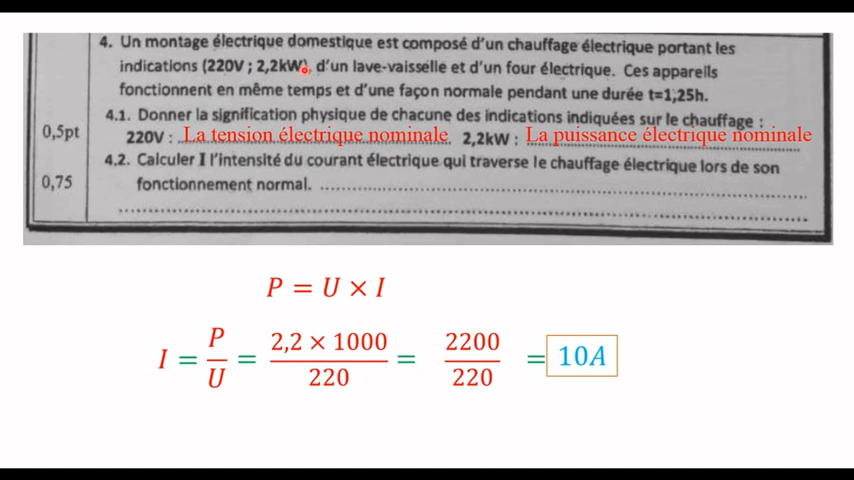 4. Un montage électrique domestique est composé d'un chauffage électrique portant les
indications (220V ; 2,2kW), d'un lave-vaisselle et d'un four électrique. Ces appareils
fonctionnent en même temps et d'une façon normale pendant une durée t=1,25h.
4.1. Donner la signification physique de chacune des indications indiquées sur le chauffage :
0,5pt 220V : La tension électrique nominale 2,2kW : La puissance électrique nominale
4.2. Calculer I l'intensité du courant électrique qui traverse le chauffage électrique lors de son
0,75 fonctionnement normal.
P = U × I
I = P/U = 2,2 × 1000/220 = 2200/220 = 10A